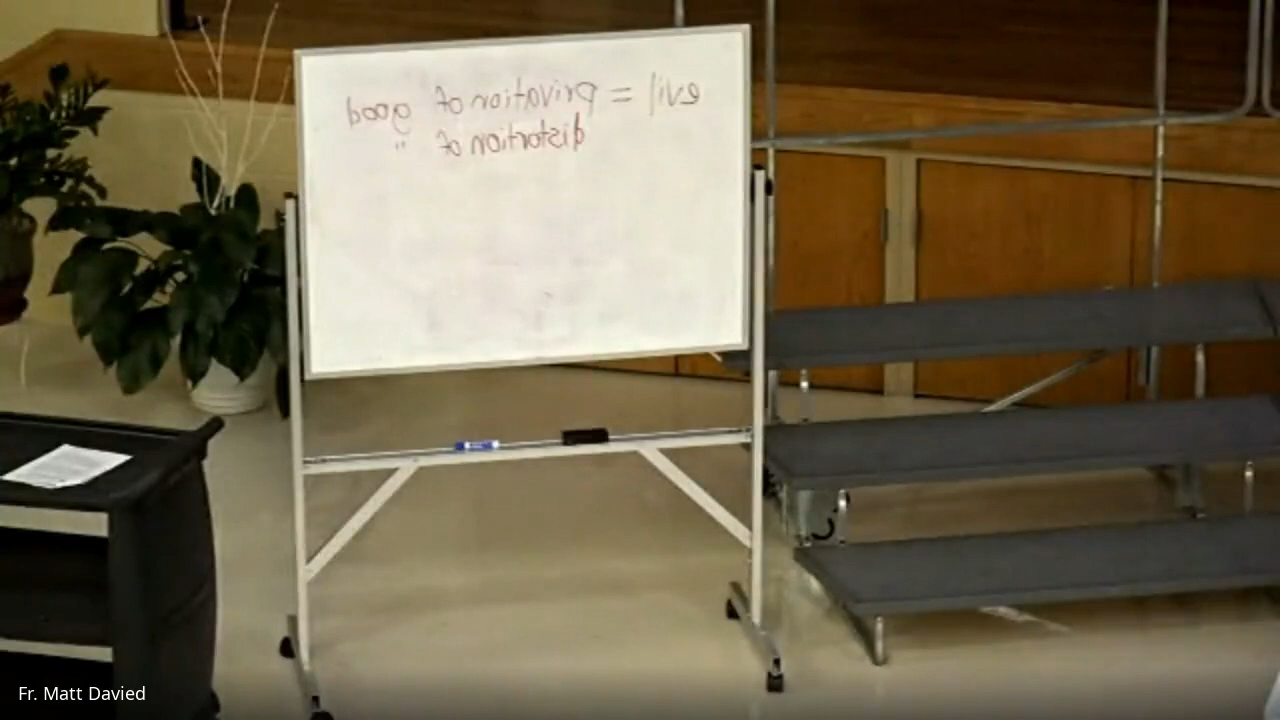 evil = privation of good
distortion of "
Fr. Matt Davied